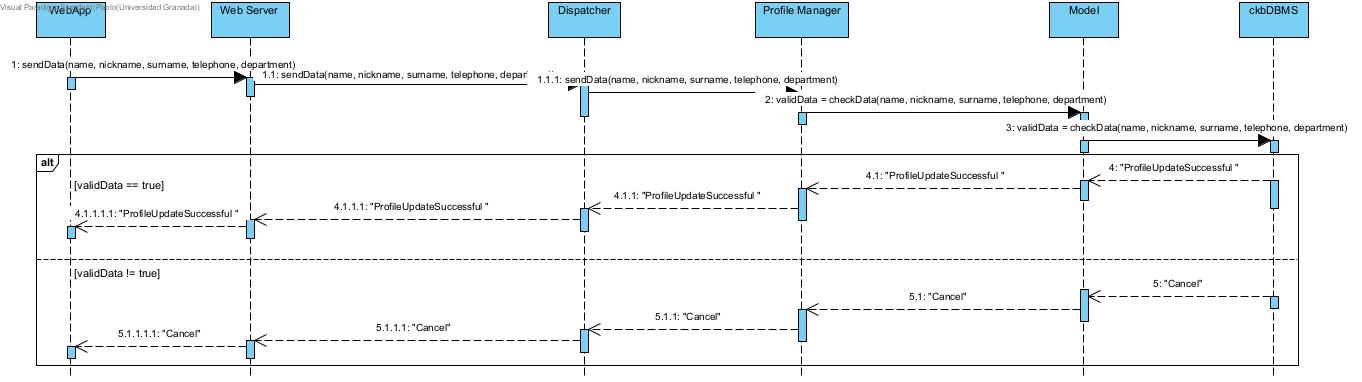 Visual Paradigm Standard(Pablo(Universidad Granada))
WebApp
Web Server
Dispatcher
Profile Manager
Model
ckbDBMS
1: sendData(name, nickname, surname, telephone, department)
1.1: sendData(name, nickname, surname, telephone, depar
1.1.1: sendData(name, nickname, surname, telephone, department)
2: validData = checkData(name, nickname, surname, telephone, department)
3: validData = checkData(name, nickname, surname, telephone, department)
alt
[validData == true]
4: "ProfileUpdateSuccessful "
4.1: "ProfileUpdateSuccessful "
4.1.1: "ProfileUpdateSuccessful "
4.1.1.1: "ProfileUpdateSuccessful "
4.1.1.1.1: "ProfileUpdateSuccessful "
[validData != true]
5: "Cancel"
5.1: "Cancel"
5.1.1: "Cancel"
5.1.1.1: "Cancel"
5.1.1.1.1: "Cancel"